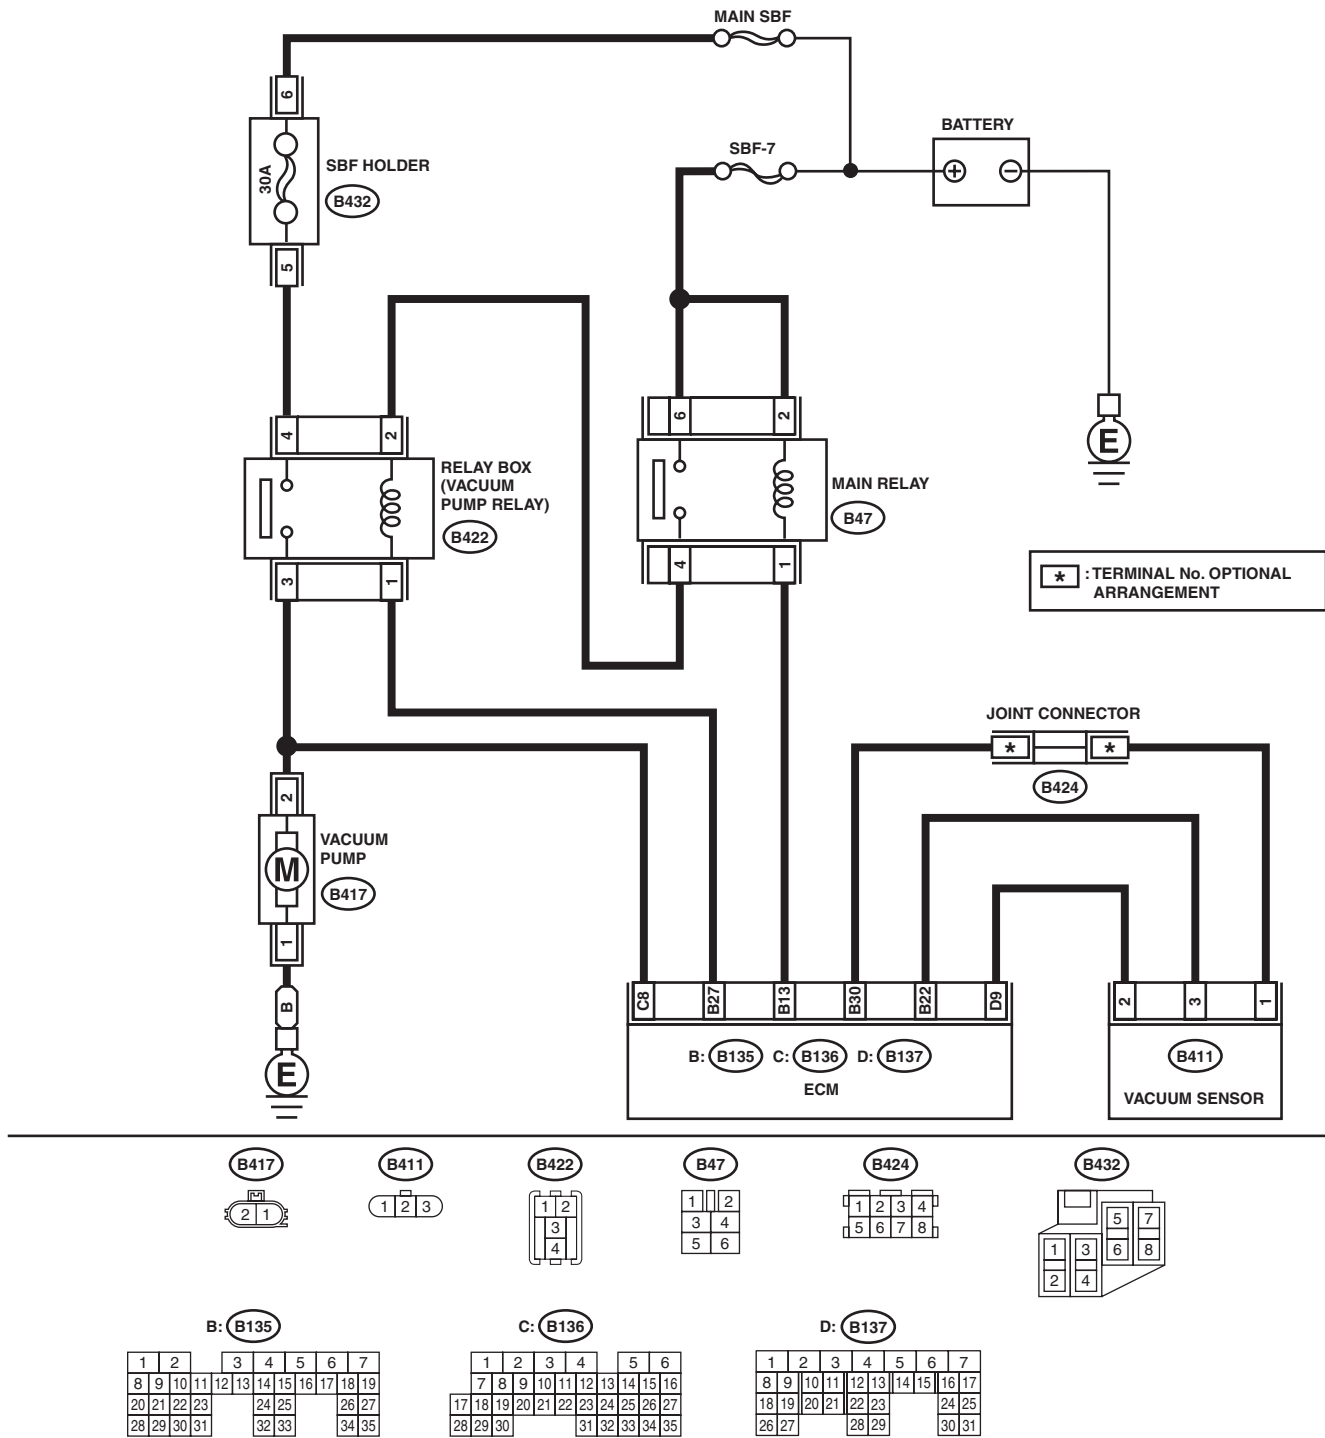 MAIN SBF
BATTERY
SBF-7
+ −
6
30A
SBF HOLDER
B432
5
E
4 2
6 2
RELAY BOX
(VACUUM
PUMP RELAY)
B422
MAIN RELAY
B47
3 1
4 1
* : TERMINAL No. OPTIONAL
ARRANGEMENT
JOINT CONNECTOR
* *
B424
2
VACUUM
PUMP
M
B417
1
B
E
C8 B27 B13 B30 B22 D9
2 3 1
B: B135 C: B136 D: B137
ECM
B411
VACUUM SENSOR
B417 B411 B422 B47 B424 B432
2 1
1 2 3
1 2
3
4
1 2
3 4
5 6
1 2 3 4
5 6 7 8
5 7
1 3 6 8
2 4
B: B135
1 2 3 4 5 6 7
8 9 10 11 12 13 14 15 16 17 18 19
20 21 22 23 24 25 26 27
28 29 30 31 32 33 34 35
C: B136
1 2 3 4 5 6
7 8 9 10 11 12 13 14 15 16
17 18 19 20 21 22 23 24 25 26 27
28 29 30 31 32 33 34 35
D: B137
1 2 3 4 5 6 7
8 9 10 11 12 13 14 15 16 17
18 19 20 21 22 23 24 25
26 27 28 29 30 31